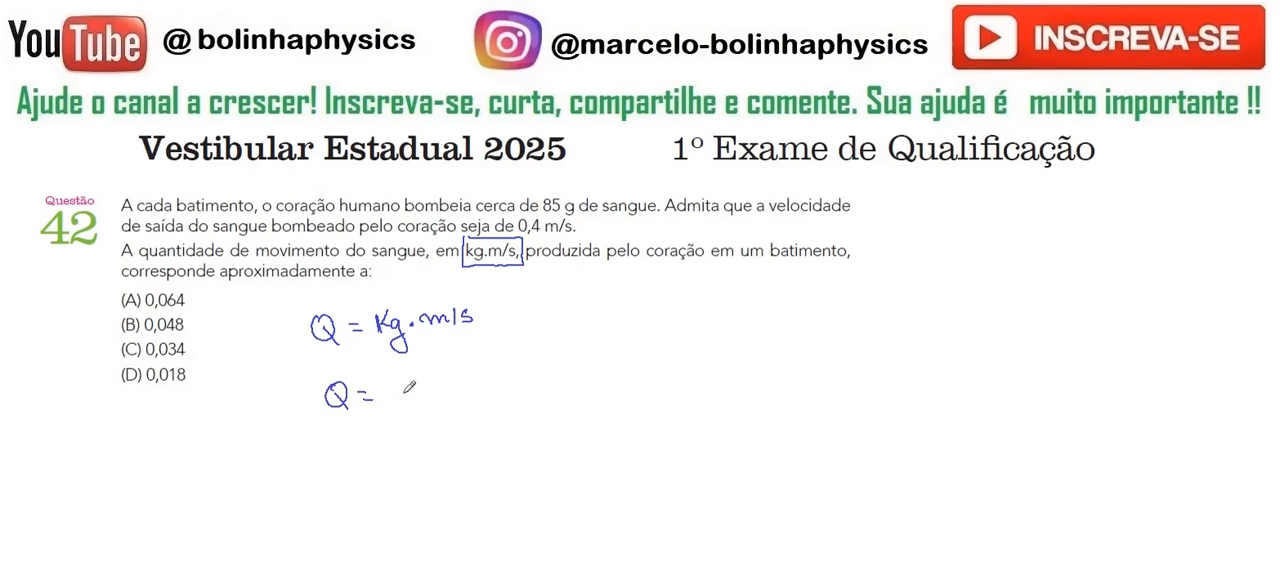 YouTube @bolinhaphysics @marcelo-bolinhaphysics INSCREVA-SE
Ajude o canal a crescer! Inscreva-se, curta, compartilhe e comente. Sua ajuda é muito importante !!
Vestibular Estadual 2025 1º Exame de Qualificação
Questão
42
A cada batimento, o coração humano bombeia cerca de 85 g de sangue. Admita que a velocidade
de saída do sangue bombeado pelo coração seja de 0,4 m/s.
A quantidade de movimento do sangue, em kg.m/s, produzida pelo coração em um batimento,
corresponde aproximadamente a:
(A) 0,064
(B) 0,048
(C) 0,034
(D) 0,018
Q = Kg.m/s
Q =